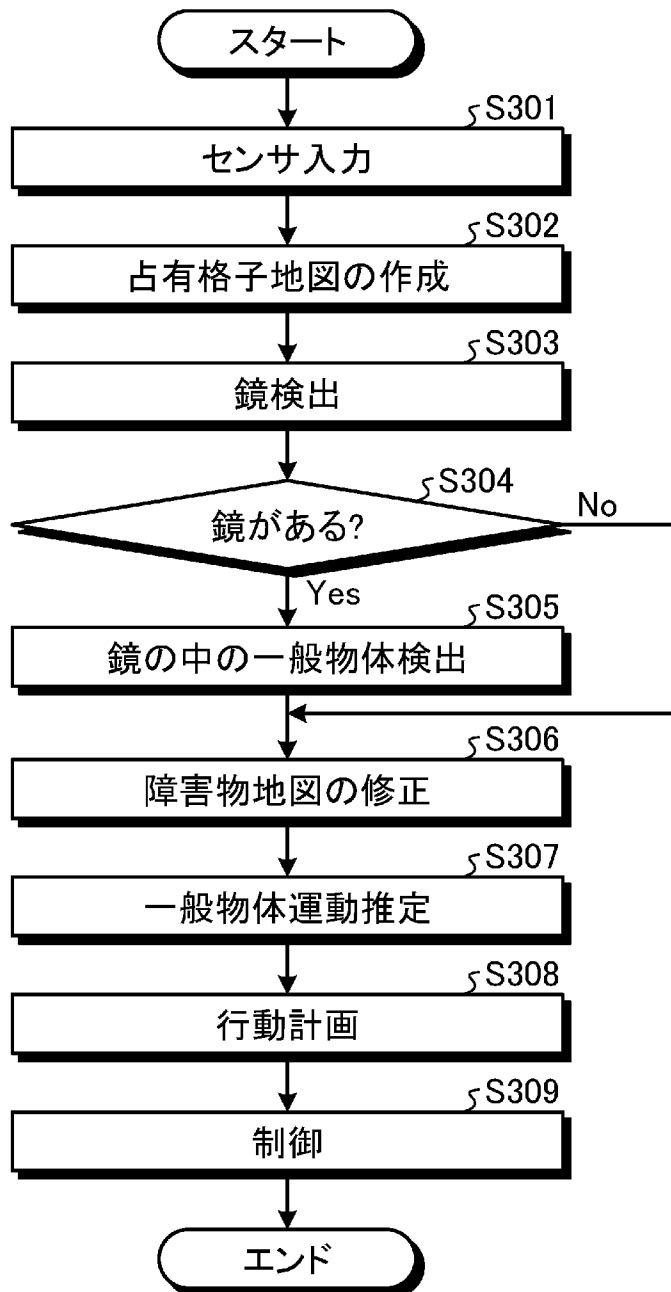 スタート
S301
センサ入力
S302
占有格子地図の作成
S303
鏡検出
S304
鏡がある?
No
Yes
S305
鏡の中の一般物体検出
S306
障害物地図の修正
S307
一般物体運動推定
S308
行動計画
S309
制御
エンド